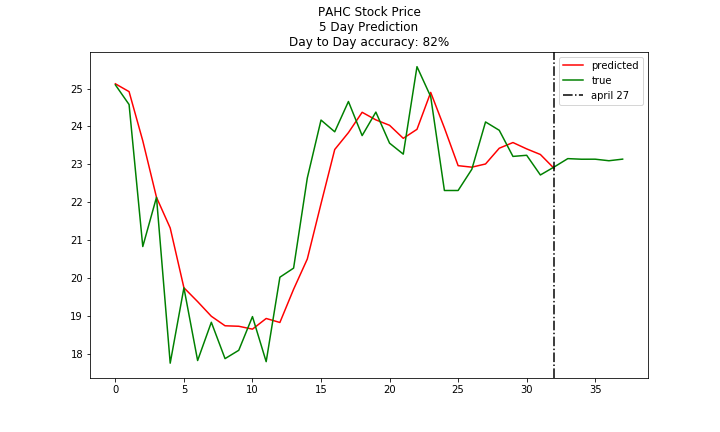 PAHC Stock Price
5 Day Prediction
Day to Day accuracy: 82%
predicted
true
april 27
25
24
23
22
21
20
19
18
0
5
10
15
20
25
30
35